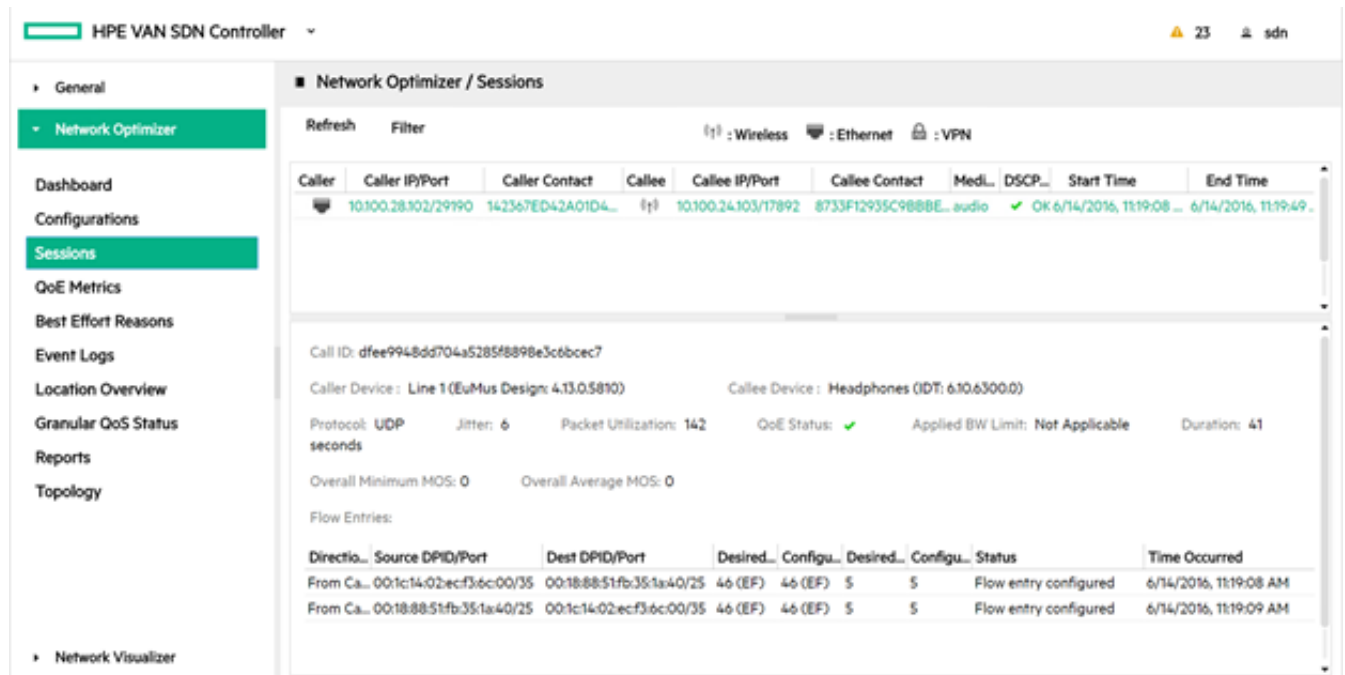 HPE VAN SDN Controller
23 sdn
General
Network Optimizer
Dashboard
Configurations
Sessions
QoE Metrics
Best Effort Reasons
Event Logs
Location Overview
Granular QoS Status
Reports
Topology
Network Visualizer
Network Optimizer / Sessions
Refresh Filter
: Wireless : Ethernet : VPN
Caller Caller IP/Port Caller Contact Callee Callee IP/Port Callee Contact Medi... DSCP... Start Time End Time
10.100.28.102/29190 142367ED42A01D4... 10.100.24.103/17892 8733F12935C9BBBE... audio OK 6/14/2016, 11:19:08 ... 6/14/2016, 11:19:49 ..
Call ID: dfee9948dd704a5285f8898e3c6bcec7
Caller Device : Line 1 (EuMus Design: 4.13.0.5810) Callee Device : Headphones (IDT: 6.10.6300.0)
Protocol: UDP Jitter: 6 Packet Utilization: 142 QoE Status: Applied BW Limit: Not Applicable Duration: 41
seconds
Overall Minimum MOS: 0 Overall Average MOS: 0
Flow Entries:
Directio... Source DPID/Port Dest DPID/Port Desired... Configu... Desired... Configu... Status Time Occurred
From Ca... 00:1c:14:02:ec:f3:6c:00/35 00:18:88:51:fb:35:1a:40/25 46 (EF) 46 (EF) 5 5 Flow entry configured 6/14/2016, 11:19:08 AM
From Ca... 00:18:88:51:fb:35:1a:40/25 00:1c:14:02:ec:f3:6c:00/35 46 (EF) 46 (EF) 5 5 Flow entry configured 6/14/2016, 11:19:09 AM